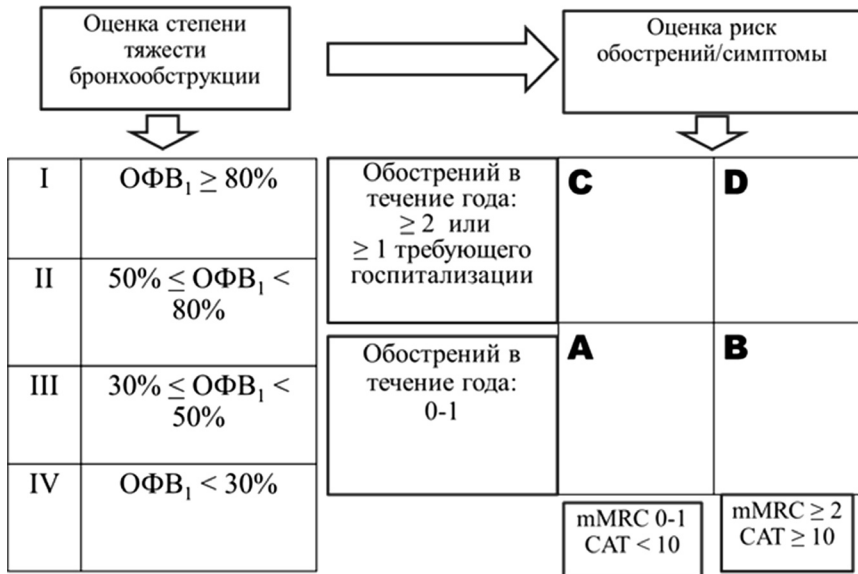 Оценка степени
тяжести
бронхообструкции
Оценка риск
обострений/симптомы
I
ОФВ₁ ≥ 80%
II
50% ≤ ОФВ₁ <
80%
III
30% ≤ ОФВ₁ <
50%
IV
ОФВ₁ < 30%
Обострений в
течение года:
≥ 2 или
≥ 1 требующего
госпитализации
C
D
Обострений в
течение года:
0-1
A
B
mMRC 0-1
CAT < 10
mMRC ≥ 2
CAT ≥ 10